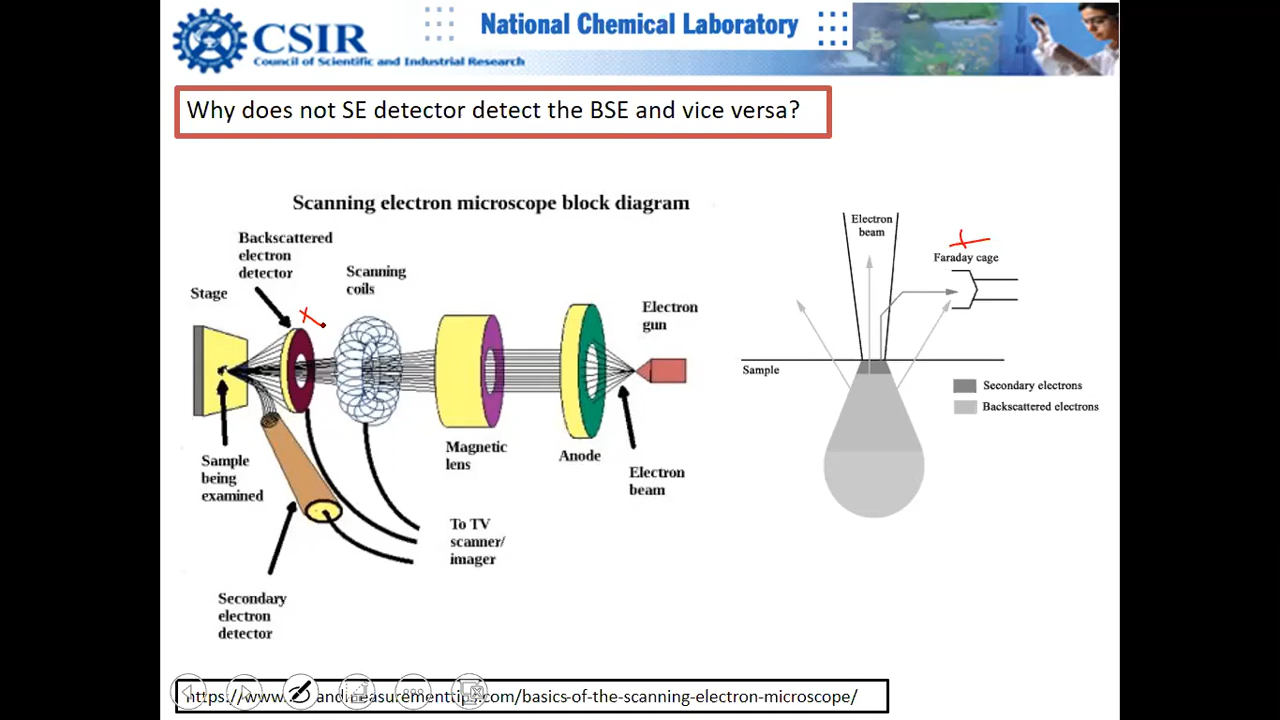 CSIR
Council of Scientific and Industrial Research
National Chemical Laboratory
Why does not SE detector detect the BSE and vice versa?
Scanning electron microscope block diagram
Backscattered
electron
detector
Stage
Scanning
coils
Electron
gun
Sample
being
examined
Magnetic
lens
Anode
Electron
beam
To TV
scanner/
imager
Secondary
electron
detector
Electron
beam
Faraday cage
Sample
Secondary electrons
Backscattered electrons
https://www. andmeasurementtips.com/basics-of-the-scanning-electron-microscope/